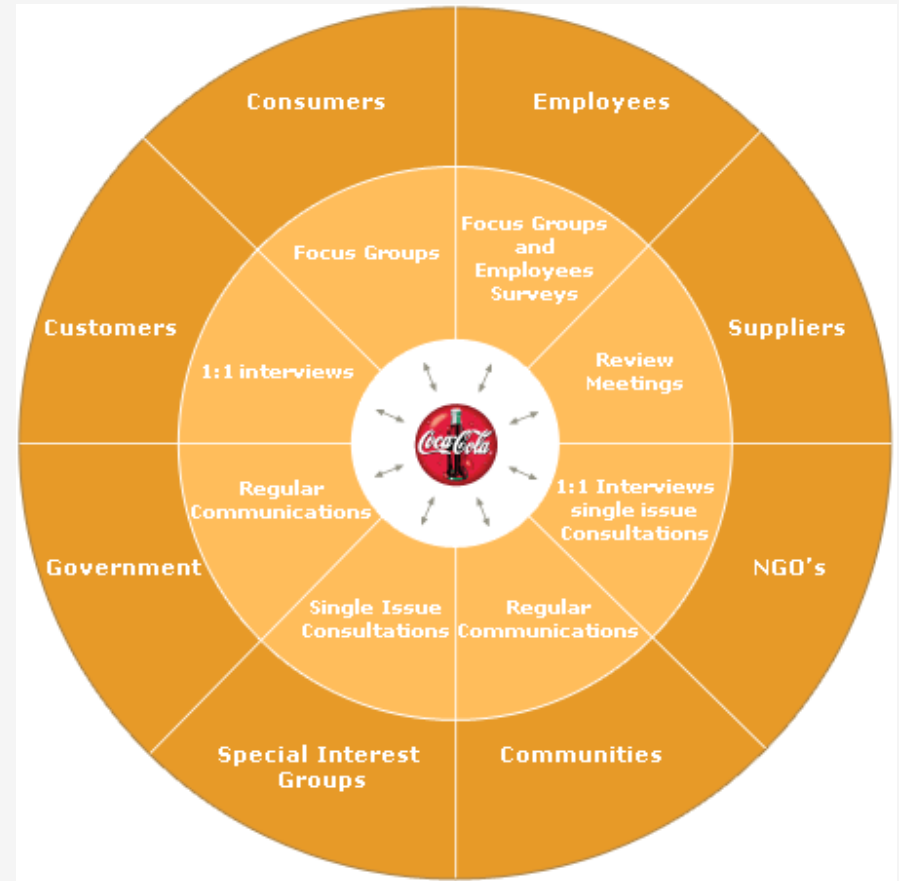 Consumers
Employees
Focus Groups
Focus Groups
and
Employees
Surveys
Customers
Suppliers
1:1 interviews
Review
Meetings
Coca-Cola
Regular
Communications
1:1 Interviews
single issue
Consultations
Government
NGO's
Single Issue
Consultations
Regular
Communications
Special Interest
Groups
Communities